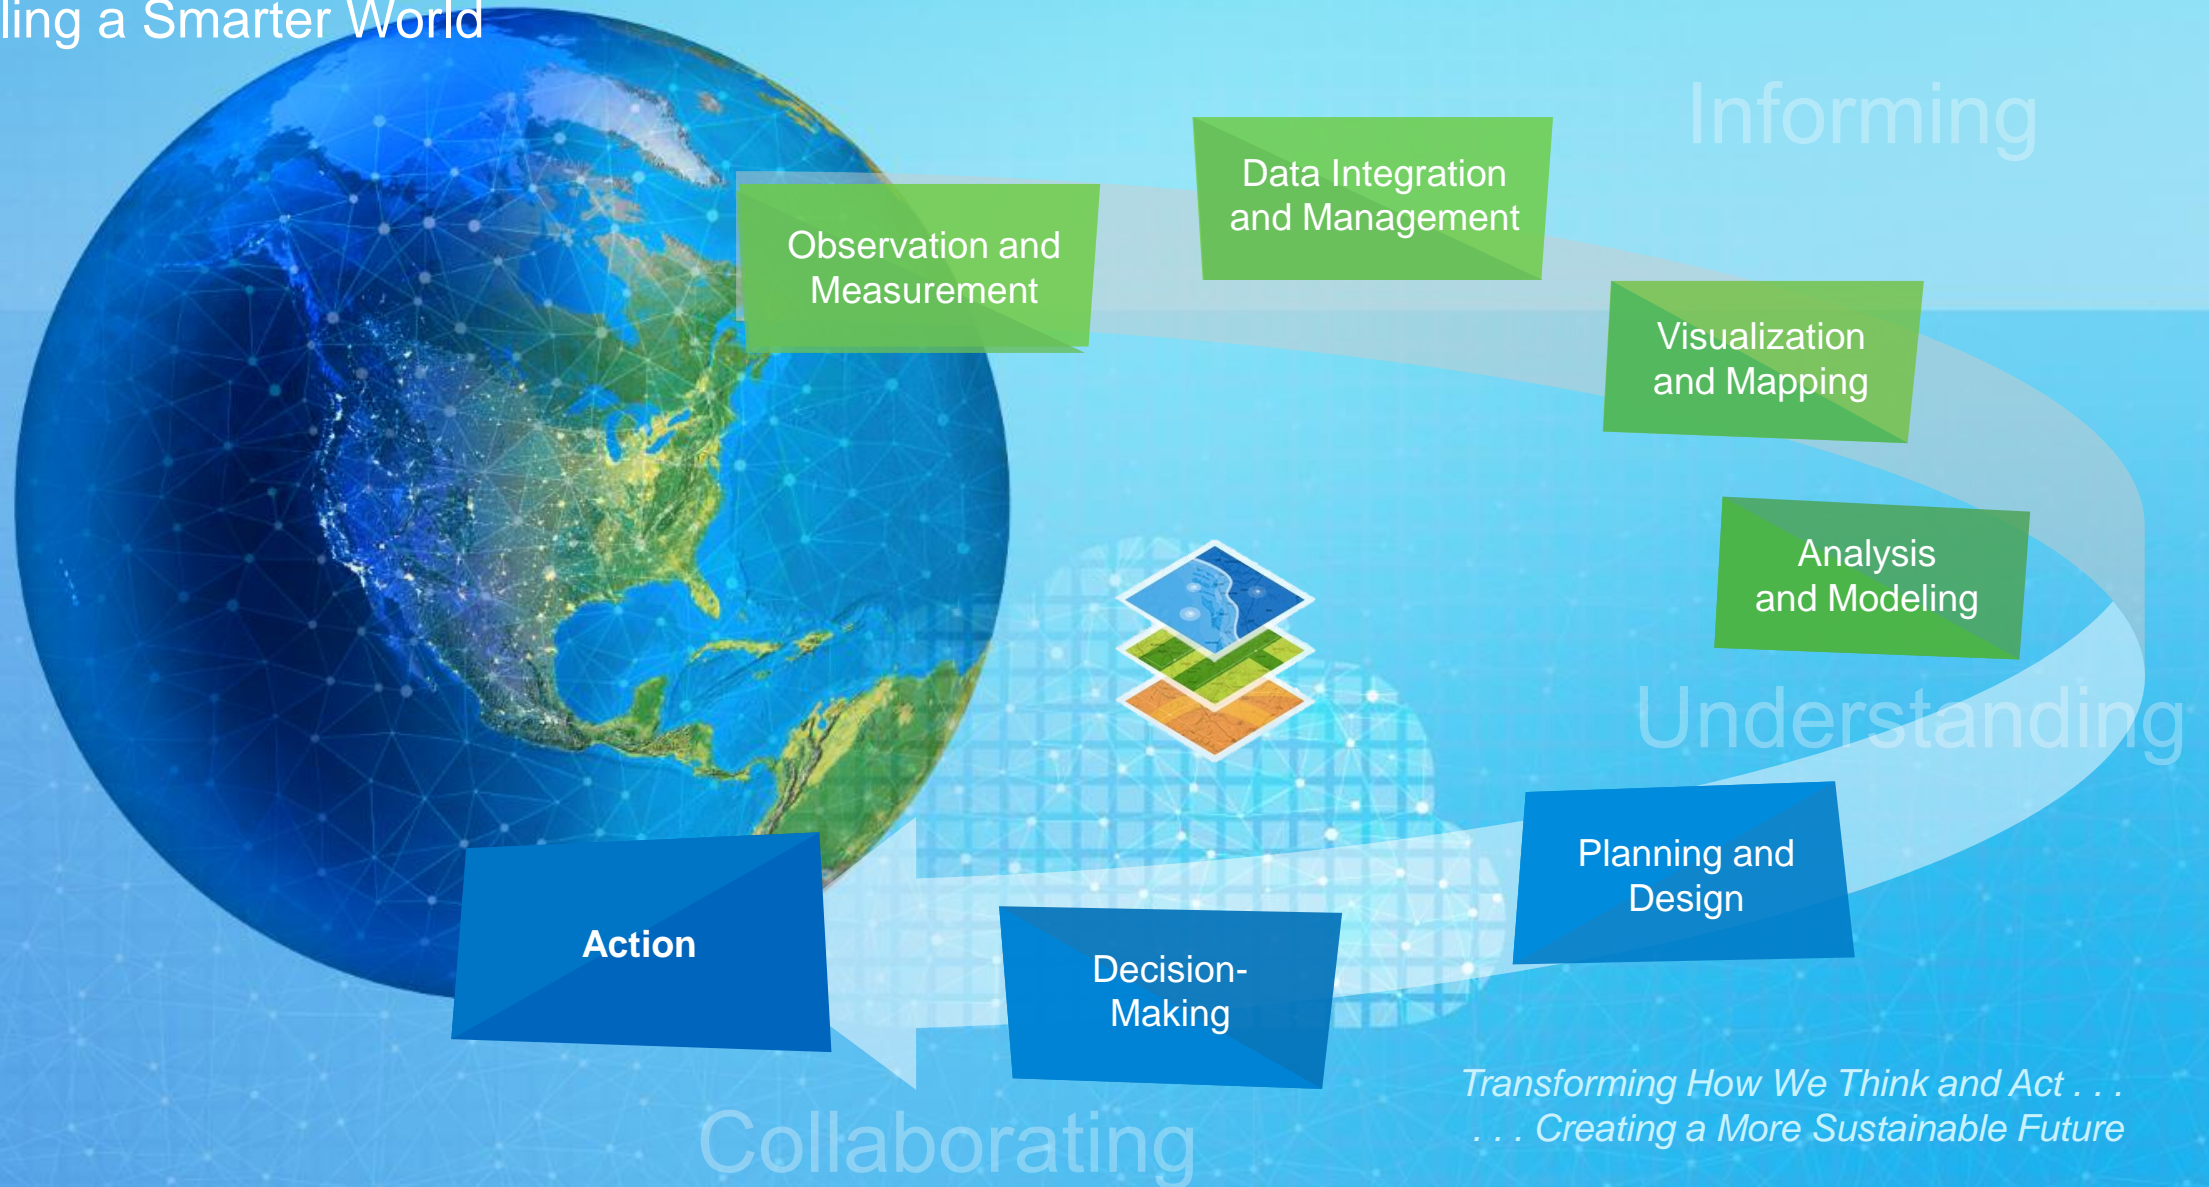 ling a Smarter World
Informing
Data Integration
and Management
Observation and
Measurement
Visualization
and Mapping
Analysis
and Modeling
Understanding
Planning and
Design
Action
Decision-
Making
Transforming How We Think and Act . . .
. . . Creating a More Sustainable Future
Collaborating